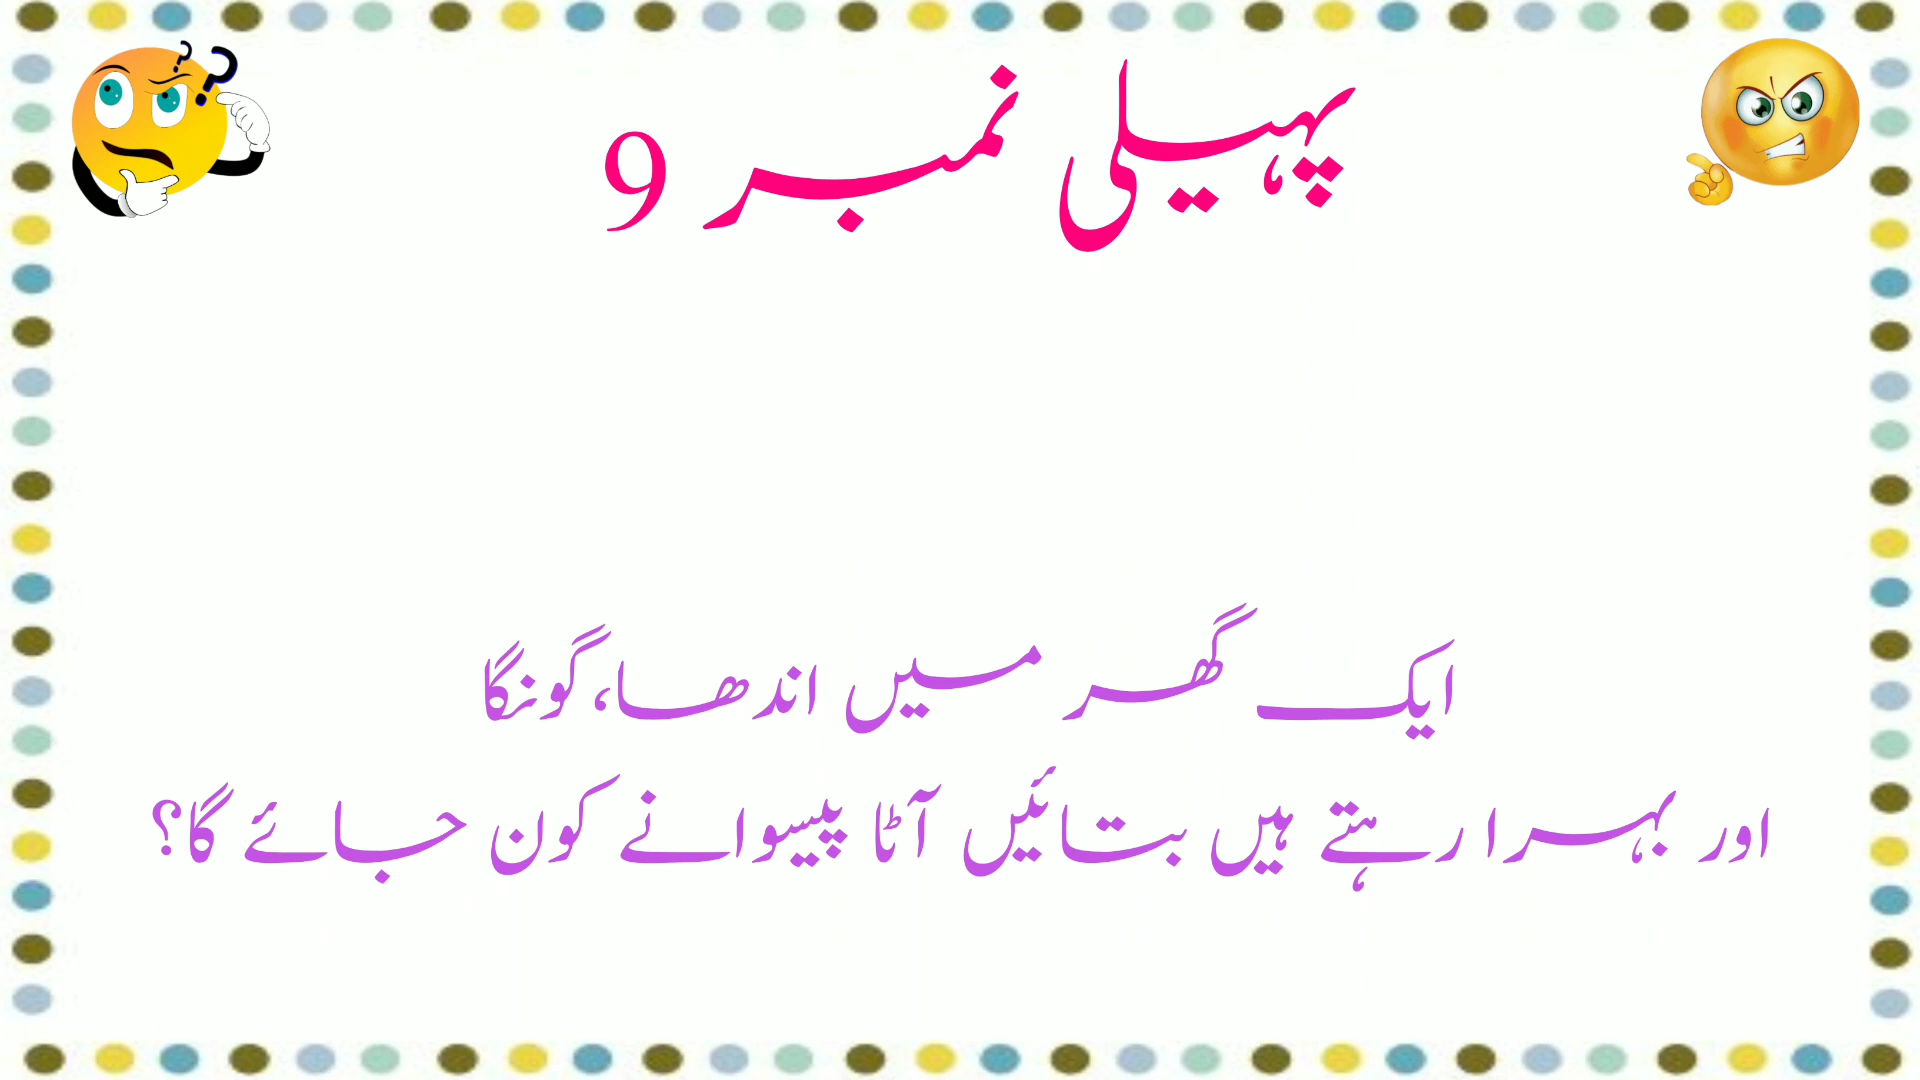 پہیلی نمبر 9
ایک گھر میں اندھا،گونگا
اور بہرا رہتے ہیں بتائیں آٹا پیسوانے کون جائے گا؟